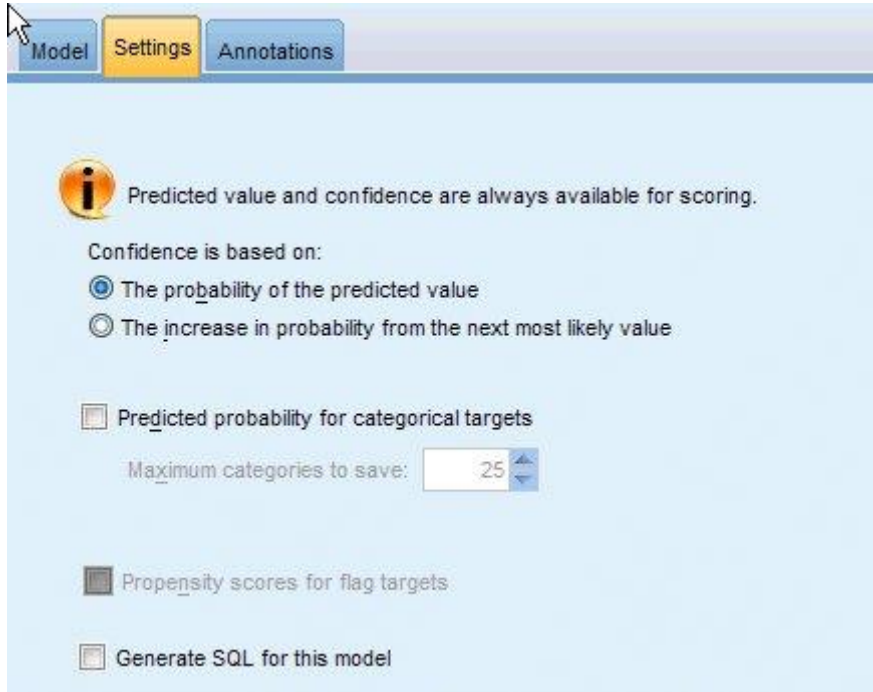 Model Settings Annotations
i Predicted value and confidence are always available for scoring.
Confidence is based on:
The probability of the predicted value
The increase in probability from the next most likely value
Predicted probability for categorical targets
Maximum categories to save: 25
Propensity scores for flag targets
Generate SQL for this model